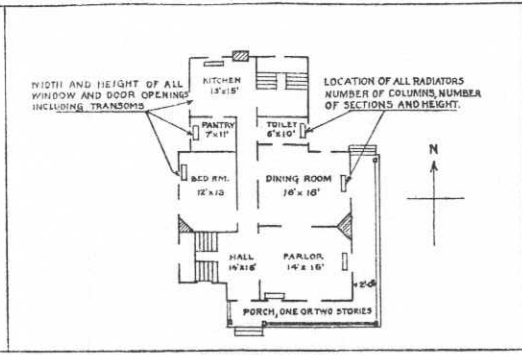 KITCHEN
13'x15'
WIDTH AND HEIGHT OF ALL
WINDOW AND DOOR OPENINGS
INCLUDING TRANSOMS
LOCATION OF ALL RADIATORS
NUMBER OF COLUMNS, NUMBER
OF SECTIONS AND HEIGHT.
PANTRY
7'x11'
TOILET
6'x10'
N
BED RM.
12'x13
DINING ROOM
16'x 16'
HALL
14'x16'
PARLOR
14'x 16'
PORCH, ONE OR TWO STORIES